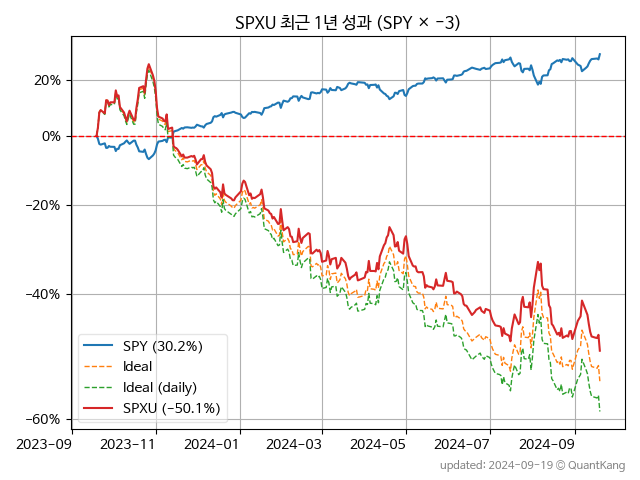 SPXU 최근 1년 성과 (SPY × −3)
20%
0%
−20%
−40%
−60%
SPY (30.2%)
Ideal
Ideal (daily)
SPXU (−50.1%)
2023-09
2023-11
2024-01
2024-03
2024-05
2024-07
2024-09
updated: 2024-09-19 © QuantKang